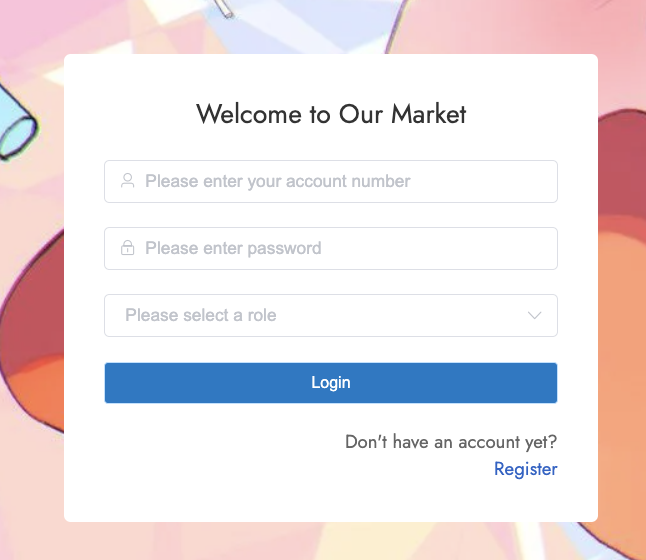 Welcome to Our Market
Please enter your account number
Please enter password
Please select a role
Login
Don't have an account yet?
Register